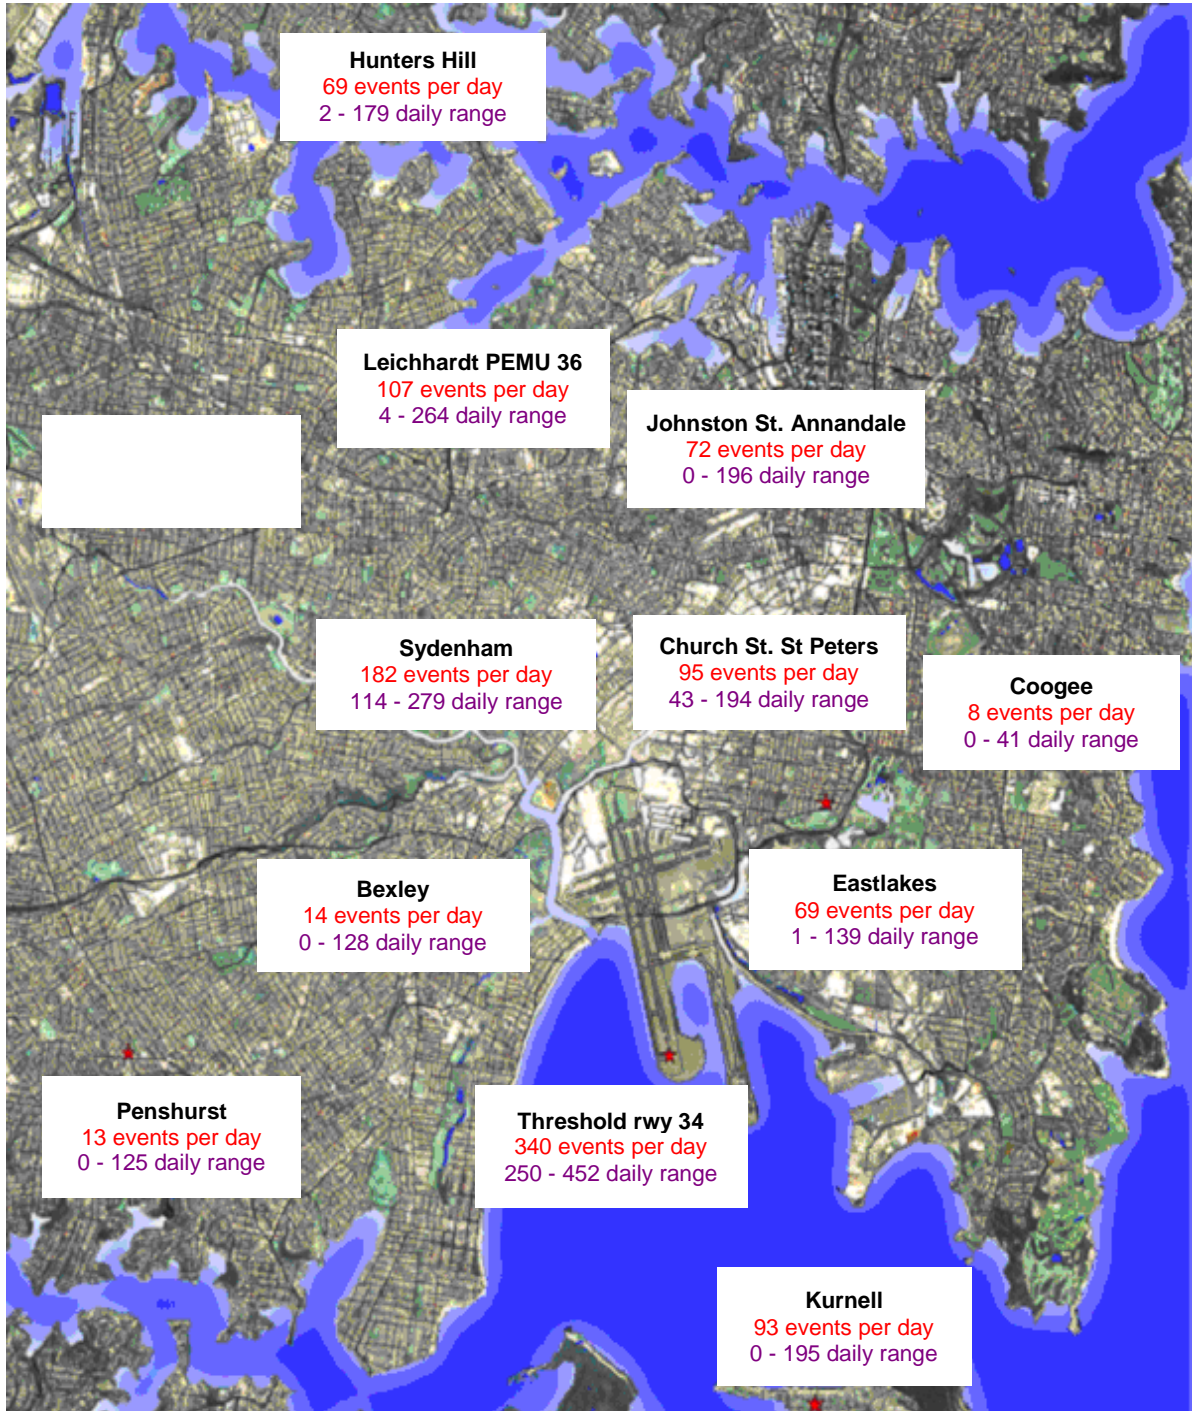 Hunters Hill
69 events per day
2 - 179 daily range
Leichhardt PEMU 36
107 events per day
4 - 264 daily range
Johnston St. Annandale
72 events per day
0 - 196 daily range
Sydenham
182 events per day
114 - 279 daily range
Church St. St Peters
95 events per day
43 - 194 daily range
Coogee
8 events per day
0 - 41 daily range
Bexley
14 events per day
0 - 128 daily range
Eastlakes
69 events per day
1 - 139 daily range
Penshurst
13 events per day
0 - 125 daily range
Threshold rwy 34
340 events per day
250 - 452 daily range
Kurnell
93 events per day
0 - 195 daily range